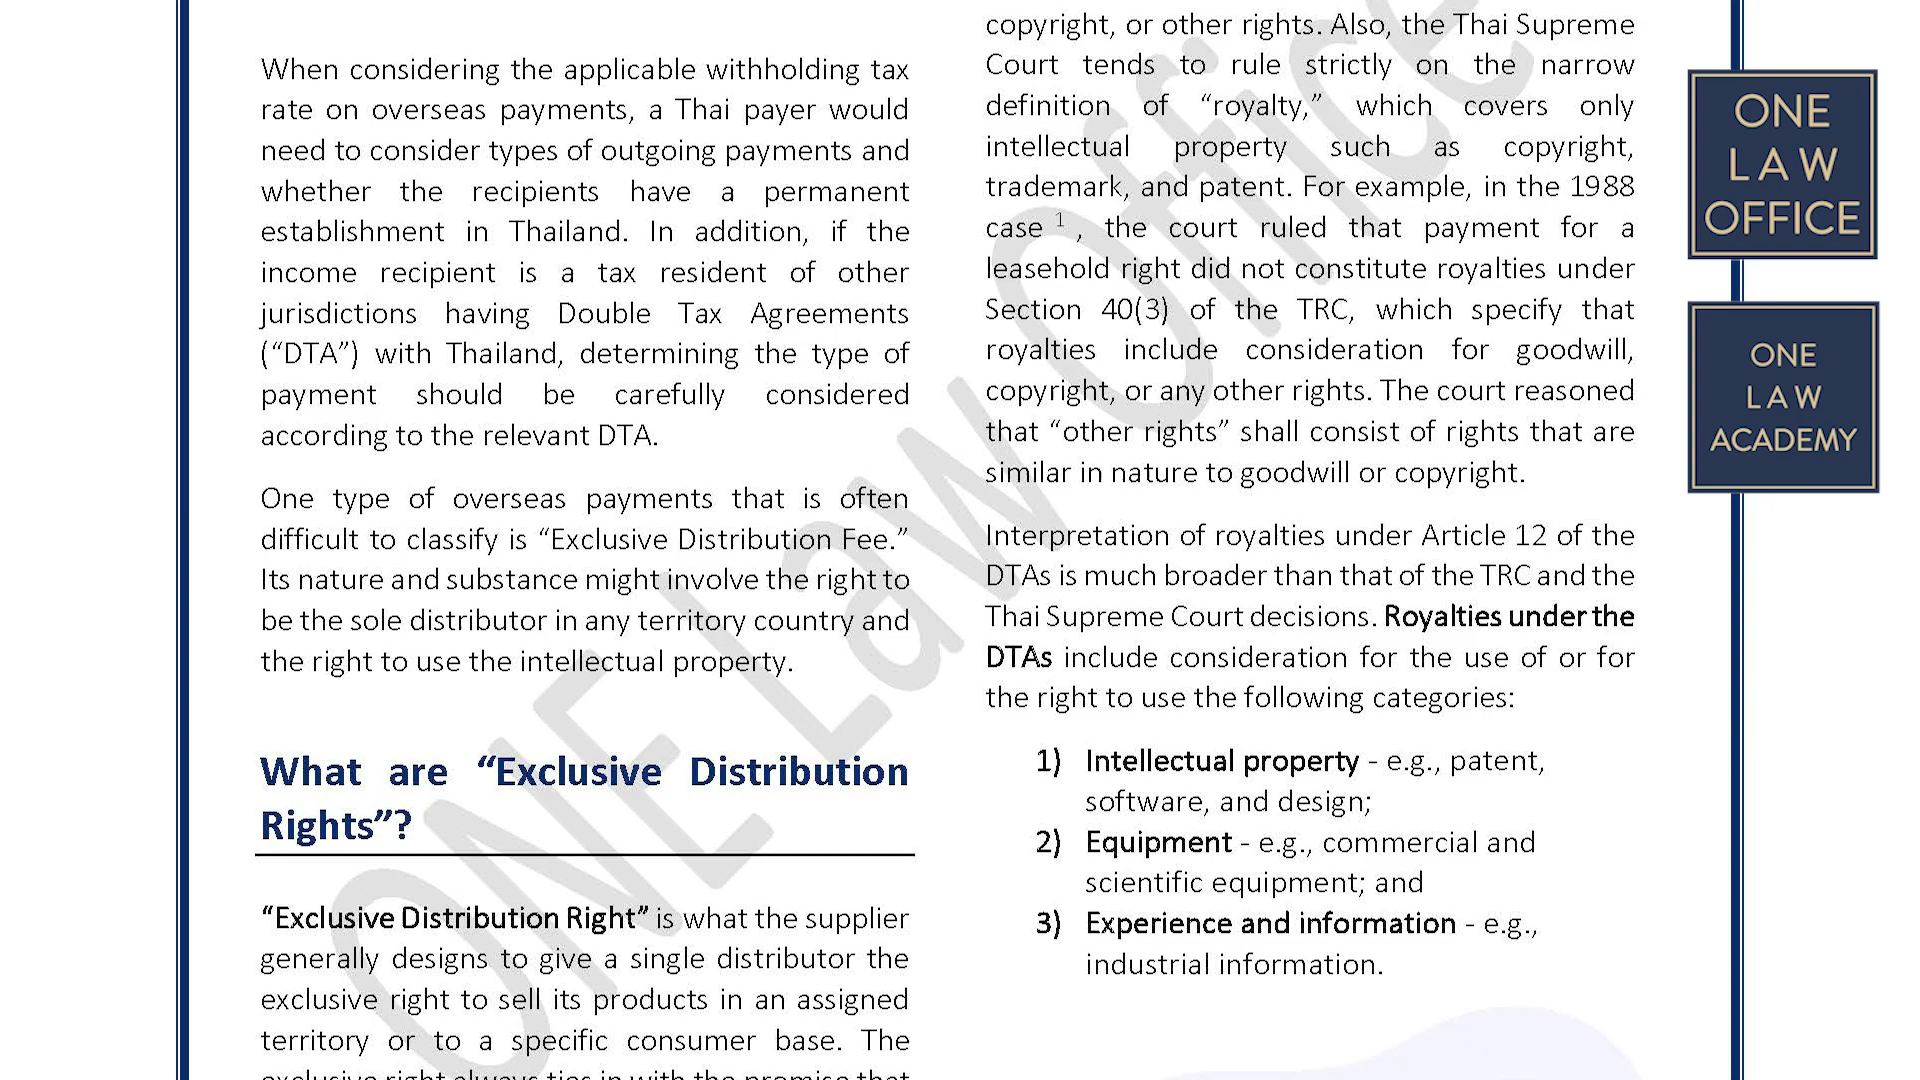 When considering the applicable withholding tax
rate on overseas payments, a Thai payer would
need to consider types of outgoing payments and
whether the recipients have a permanent
establishment in Thailand. In addition, if the
income recipient is a tax resident of other
jurisdictions having Double Tax Agreements
(“DTA”) with Thailand, determining the type of
payment should be carefully considered
according to the relevant DTA.
One type of overseas payments that is often
difficult to classify is “Exclusive Distribution Fee.”
Its nature and substance might involve the right to
be the sole distributor in any territory country and
the right to use the intellectual property.
What are “Exclusive Distribution
Rights”?
“Exclusive Distribution Right” is what the supplier
generally designs to give a single distributor the
exclusive right to sell its products in an assigned
territory or to a specific consumer base. The
exclusive right always ties in with the promise that
copyright, or other rights. Also, the Thai Supreme
Court tends to rule strictly on the narrow
definition of “royalty,” which covers only
intellectual property such as copyright,
trademark, and patent. For example, in the 1988
case 1 , the court ruled that payment for a
leasehold right did not constitute royalties under
Section 40(3) of the TRC, which specify that
royalties include consideration for goodwill,
copyright, or any other rights. The court reasoned
that “other rights” shall consist of rights that are
similar in nature to goodwill or copyright.
Interpretation of royalties under Article 12 of the
DTAs is much broader than that of the TRC and the
Thai Supreme Court decisions. Royalties under the
DTAs include consideration for the use of or for
the right to use the following categories:
1) Intellectual property - e.g., patent,
software, and design;
2) Equipment - e.g., commercial and
scientific equipment; and
3) Experience and information - e.g.,
industrial information.
ONE
LAW
OFFICE
ONE
LAW
ACADEMY
ONE Law Office